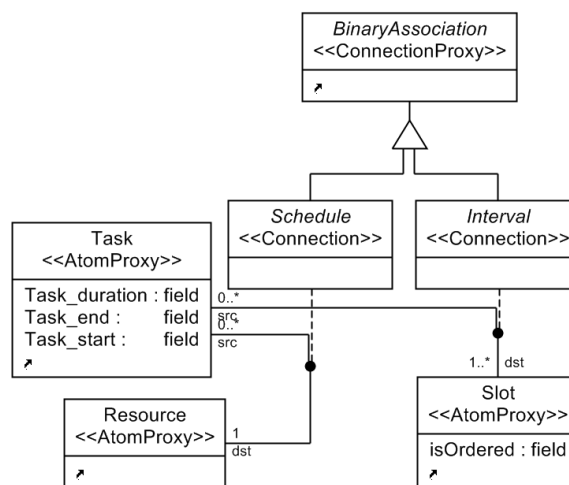 BinaryAssociation
<<ConnectionProxy>>
Schedule
<<Connection>>
Interval
<<Connection>>
Task
<<AtomProxy>>
Task_duration : field
Task_end : field
Task_start : field
0..*
src
0..*
src
1..* dst
Resource
<<AtomProxy>>
1
dst
Slot
<<AtomProxy>>
isOrdered : field